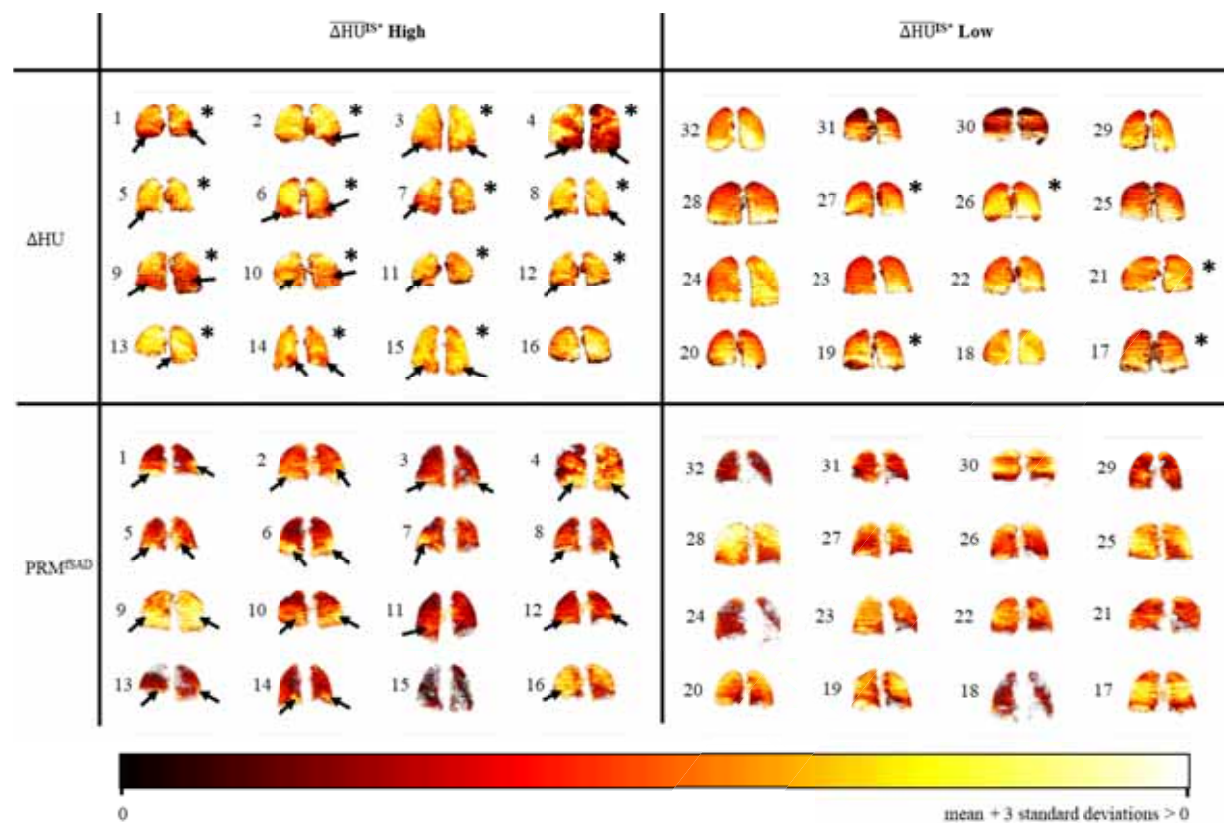 ΔHU^IS* High ΔHU^IS* Low
1 * 2 * 3 * 4 * 32 31 30 29
5 * 6 * 7 * 8 * 28 27 * 26 * 25
ΔHU
9 * 10 * 11 * 12 * 24 23 22 21 *
13 * 14 * 15 * 16 20 19 * 18 17 *
1 2 3 4 32 31 30 29
5 6 7 8 28 27 26 25
PRM^fSAD
9 10 11 12 24 23 22 21
13 14 15 16 20 19 18 17
0 mean + 3 standard deviations > 0